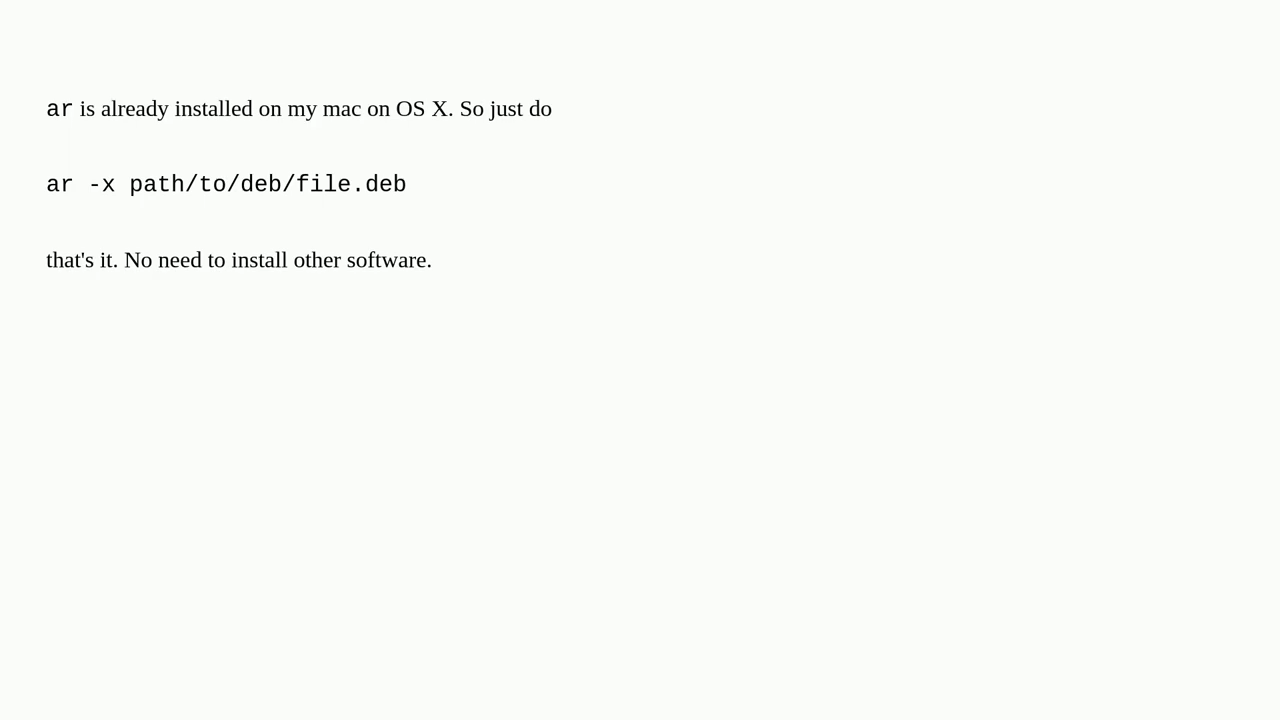 ar is already installed on my mac on OS X. So just do
ar -x path/to/deb/file.deb
that's it. No need to install other software.